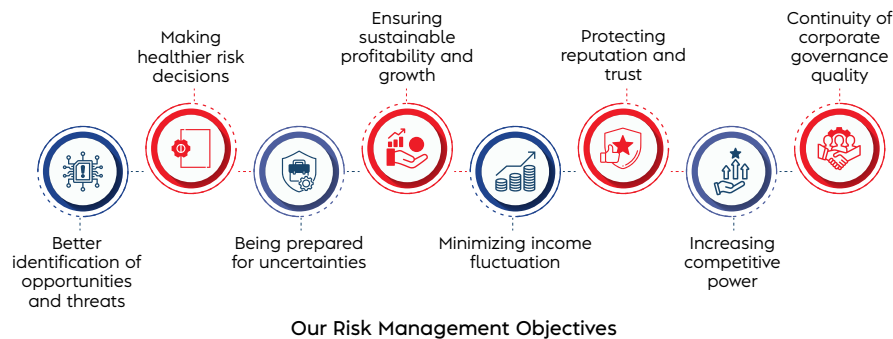 Better
identification of
opportunities
and threats
Making
healthier risk
decisions
Being prepared
for uncertainties
Ensuring
sustainable
profitability and
growth
Minimizing income
fluctuation
Protecting
reputation and
trust
Increasing
competitive
power
Continuity of
corporate
governance
quality
Our Risk Management Objectives